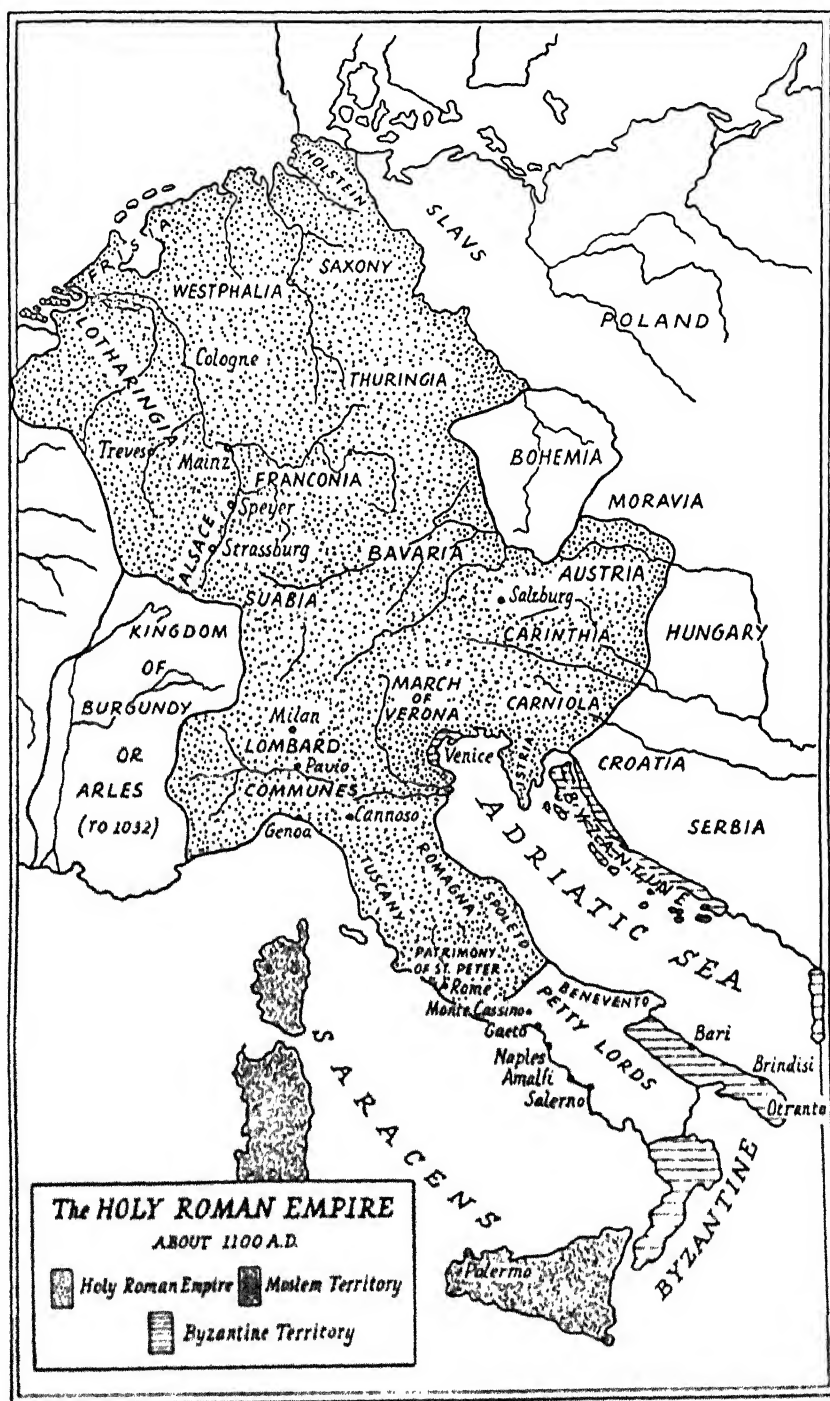 HOLSTEIN
SLAVS
FRISIA
SAXONY
WESTPHALIA
POLAND
LOTHARINGIA
Cologne
THURINGIA
Treves
Mainz
FRANCONIA
BOHEMIA
MORAVIA
Speyer
ALSACE
Strassburg
BAVARIA
AUSTRIA
SUABIA
Salzburg
KINGDOM
OF
BURGUNDY
OR
ARLES
(TO 1032)
CARINTHIA
HUNGARY
MARCH
OF
VERONA
CARNIOLA
Milan
LOMBARD
Pavio
COMMUNES
Venice
ISTRIA
CROATIA
BYZANTUNE
SERBIA
Cannoso
Genoa
ADRIATIC SEA
TUSCANY
ROMAGNA
SPOLETO
PATRIMONY
OF ST. PETER
Rome
BENEVENTO
Monte Cassino
Gaeto
PETTY LORDS
Bari
Naples
Brindisi
Amalfi
Salerno
Otranto
SARACENS
BYZANTINE
Palermo
The HOLY ROMAN EMPIRE
ABOUT 1100 A.D.
Holy Roman Empire
Moslem Territory
Byzantine Territory